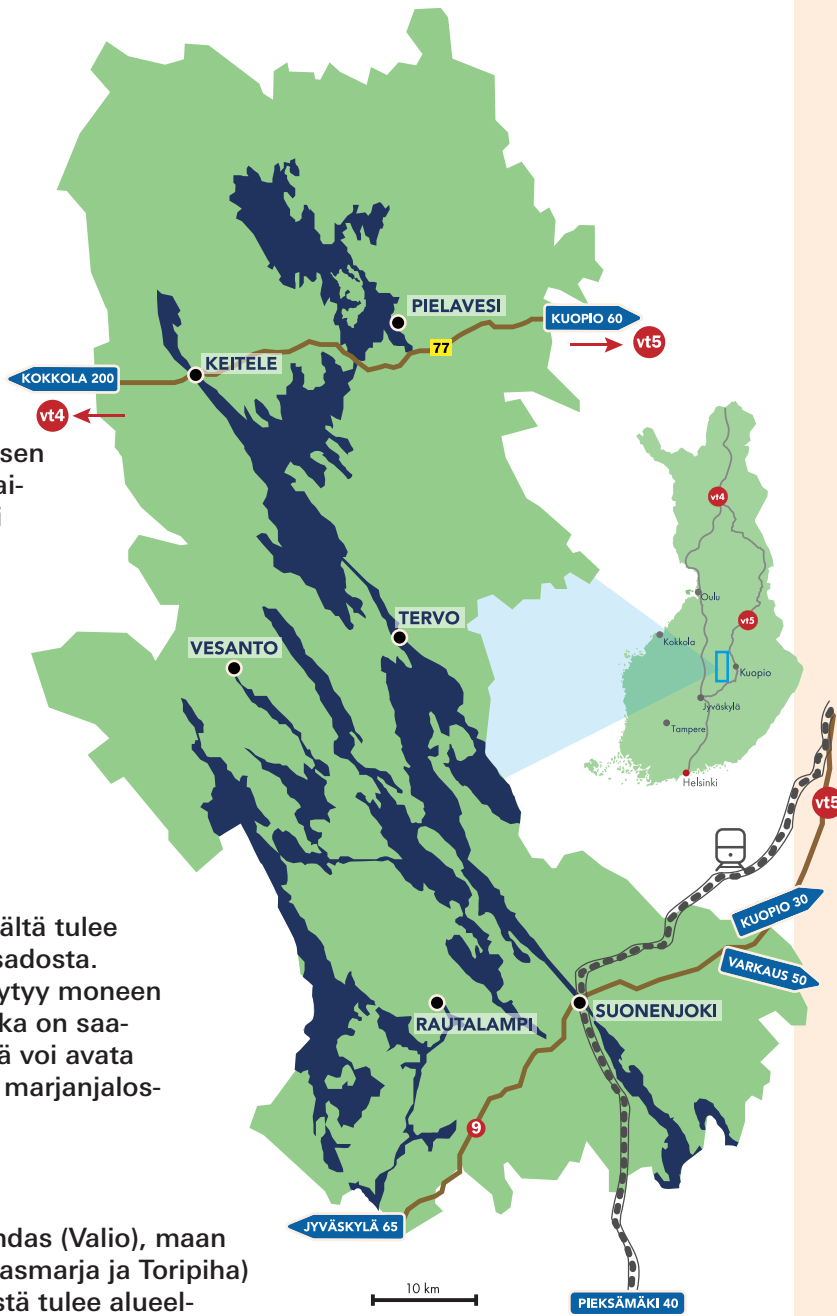 PIELAVESI
KUOPIO 60
77
vt5
KEITELE
KOKKOLA 200
vt4
sen
ai-
i
vt4
Oulu
TERVO
vt5
VESANTO
Kokkola
Kuopio
Jyväskylä
Tampere
Helsinki
vt5
ältä tulee
sadosta.
ytyy moneen
ka on saa-
ä voi avata
marjanjalos-
KUOPIO 30
VARKAUS 50
RAUTALAMPI
SUONENJOKI
9
JYVÄSKYLÄ 65
ndas (Valio), maan
asmarja ja Toripiha)
stä tulee alueel-
10 km
PIEKSÄMÄKI 40